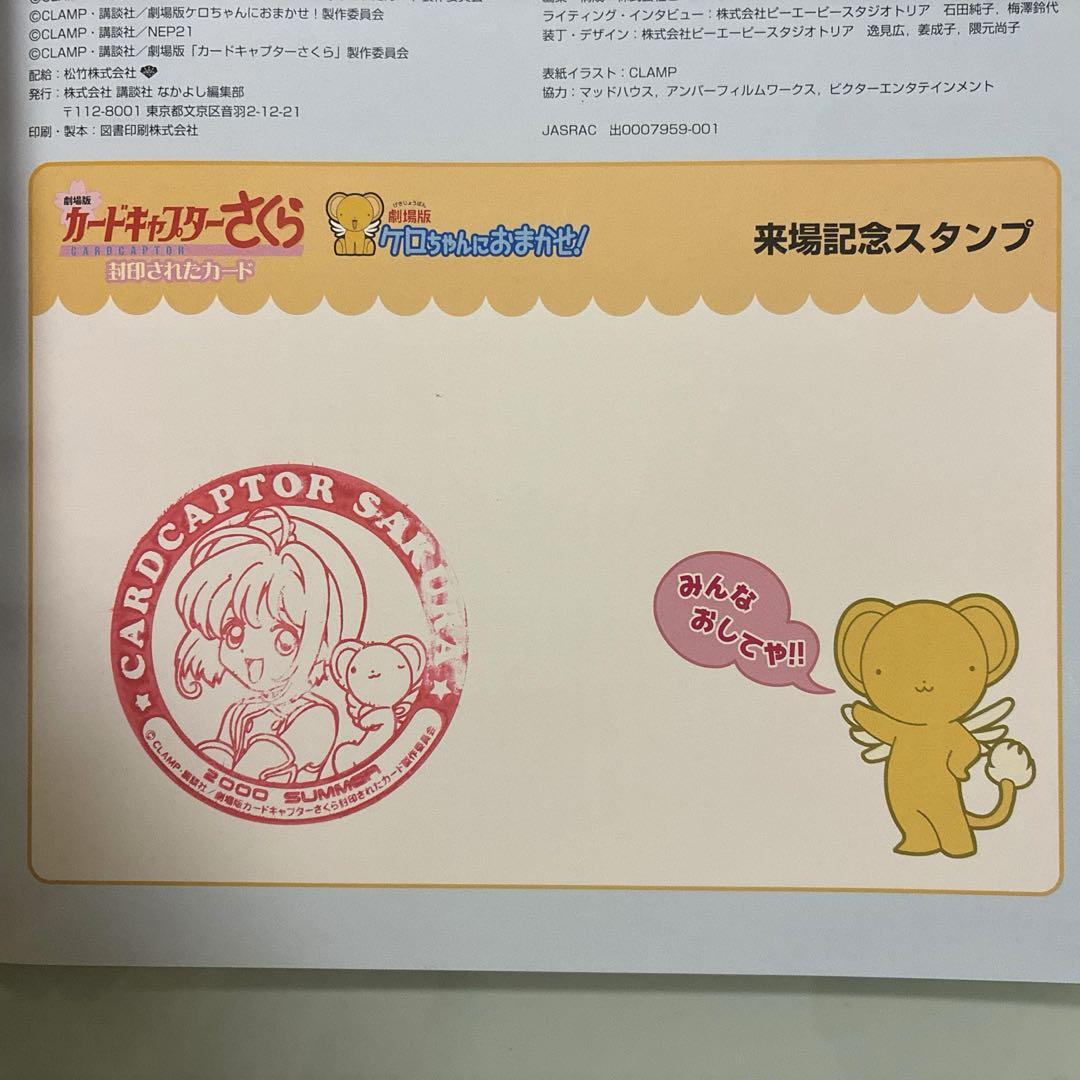 ©CLAMP・講談社／劇場版ケロちゃんにおまかせ！製作委員会
©CLAMP・講談社／NEP21
©CLAMP・講談社／劇場版「カードキャプターさくら」製作委員会
配給：松竹株式会社
発行：株式会社 講談社 なかよし編集部
〒112-8001 東京都文京区音羽2-12-21
印刷・製本：図書印刷株式会社
ライティング・インタビュー：株式会社ビーエービースタジオトリア 石田純子，梅澤鈴代
装丁・デザイン：株式会社ビーエービースタジオトリア 逸見広，姜成子，隈元尚子
表紙イラスト：CLAMP
協力：マッドハウス，アンバーフィルムワークス，ビクターエンタテインメント
JASRAC 出0007959-001
劇場版
カードキャプターさくら
CARDCAPTOR
封印されたカード
げきじょうばん
劇場版
ケロちゃんにおまかせ!
来場記念スタンプ
CARDCAPTOR SAKURA
2000 SUMMER
©CLAMP・講談社／劇場版カードキャプターさくら封印されたカード製作委員会
みんな
おしてや!!